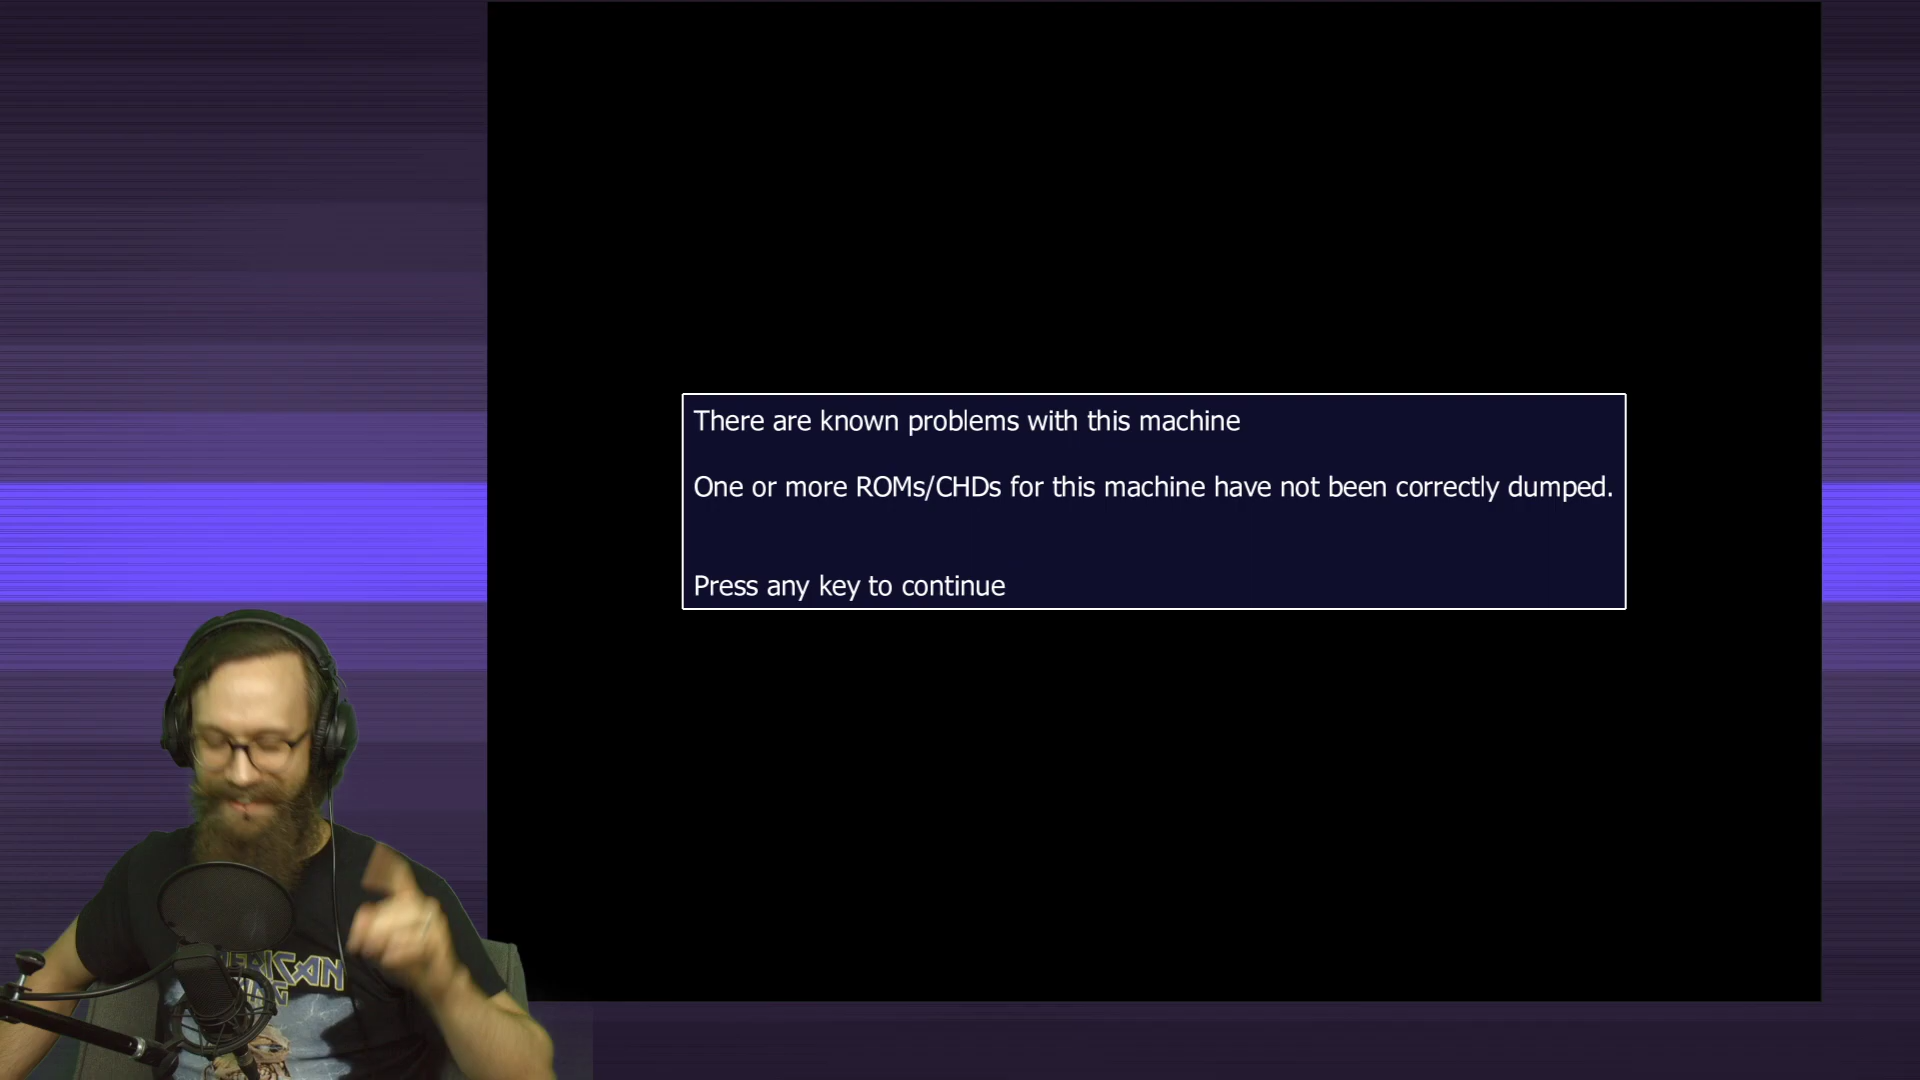 There are known problems with this machine
One or more ROMs/CHDs for this machine have not been correctly dumped.
Press any key to continue